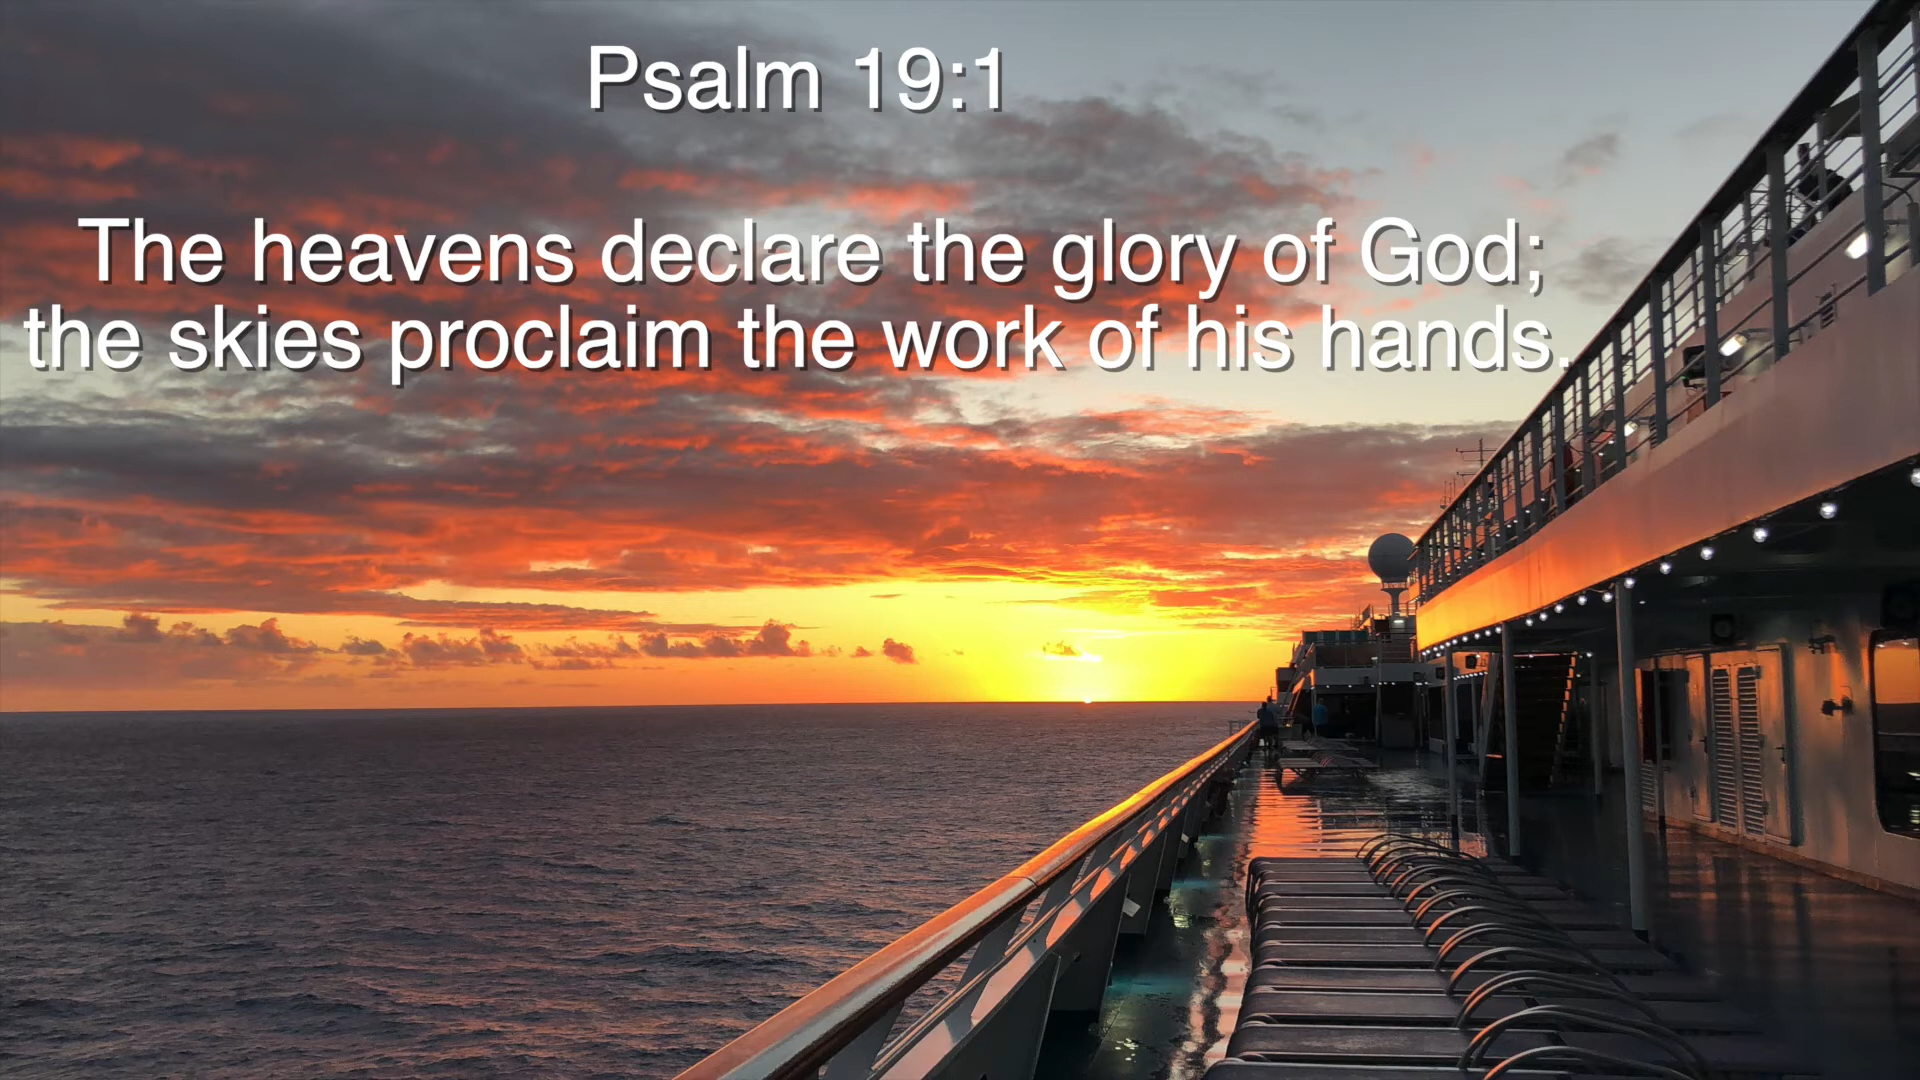 Psalm 19:1
The heavens declare the glory of God;
the skies proclaim the work of his hands.